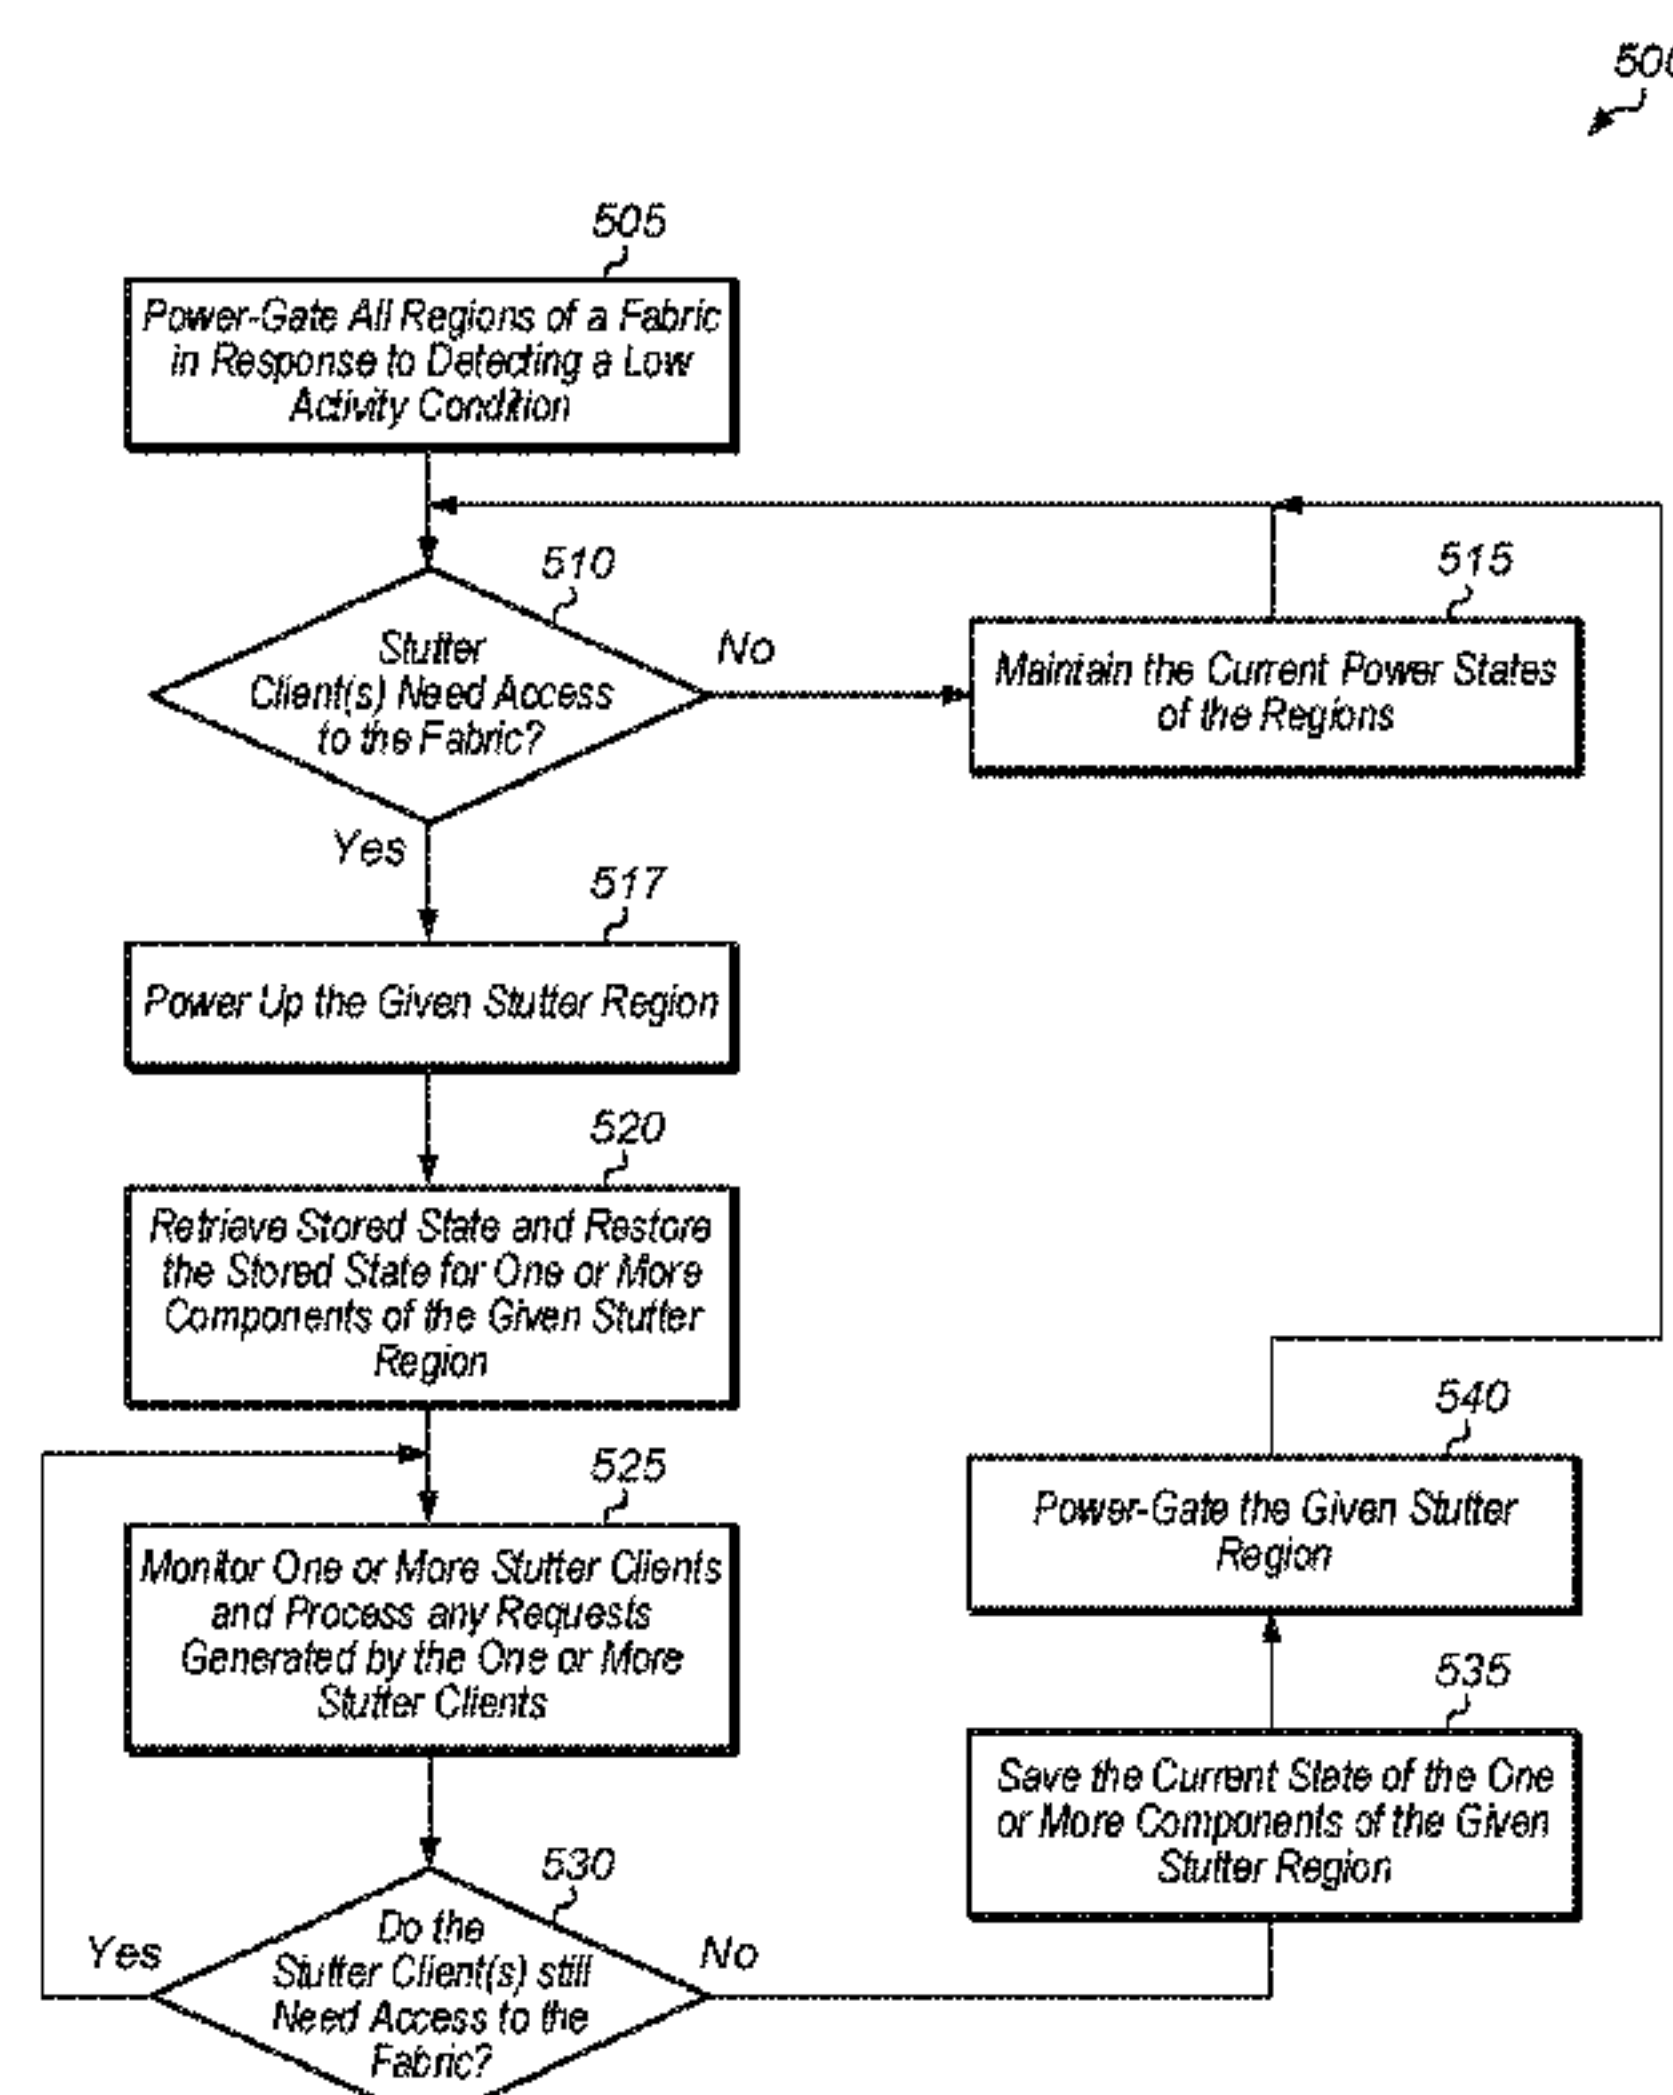 505
Power-Gate All Regions of a Fabric
in Response to Detecting a Low
Activity Condition
510
Stutter
Client(s) Need Access
to the Fabric?
No
515
Maintain the Current Power States
of the Regions
Yes
517
Power Up the Given Stutter Region
520
Retrieve Stored State and Restore
the Stored State for One or More
Components of the Given Stutter
Region
525
Monitor One or More Stutter Clients
and Process any Requests
Generated by the One or More
Stutter Clients
530
Do the
Stutter Client(s) still
Need Access to the
Fabric?
Yes
No
535
Save the Current State of the One
or More Components of the Given
Stutter Region
540
Power-Gate the Given Stutter
Region